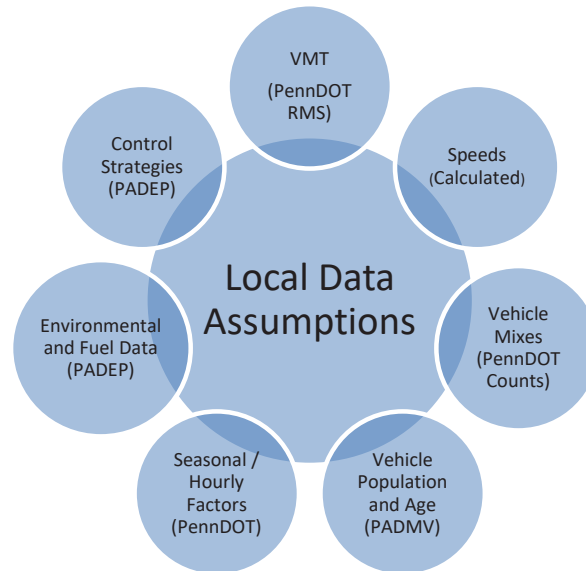 VMT
(PennDOT
RMS)
Speeds
(Calculated)
Vehicle
Mixes
(PennDOT
Counts)
Vehicle
Population
and Age
(PADMV)
Seasonal /
Hourly
Factors
(PennDOT)
Environmental
and Fuel Data
(PADEP)
Control
Strategies
(PADEP)
Local Data
Assumptions